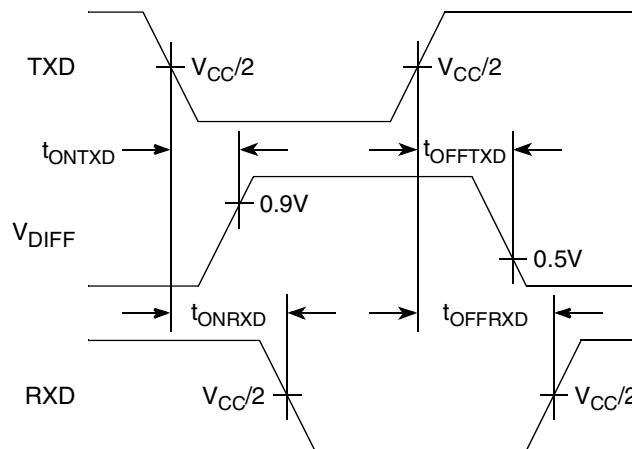 TXD
V_CC/2
V_CC/2
t_ONTXD
t_OFFTXD
V_DIFF
0.9V
0.5V
t_ONRXD
t_OFFRXD
RXD
V_CC/2
V_CC/2